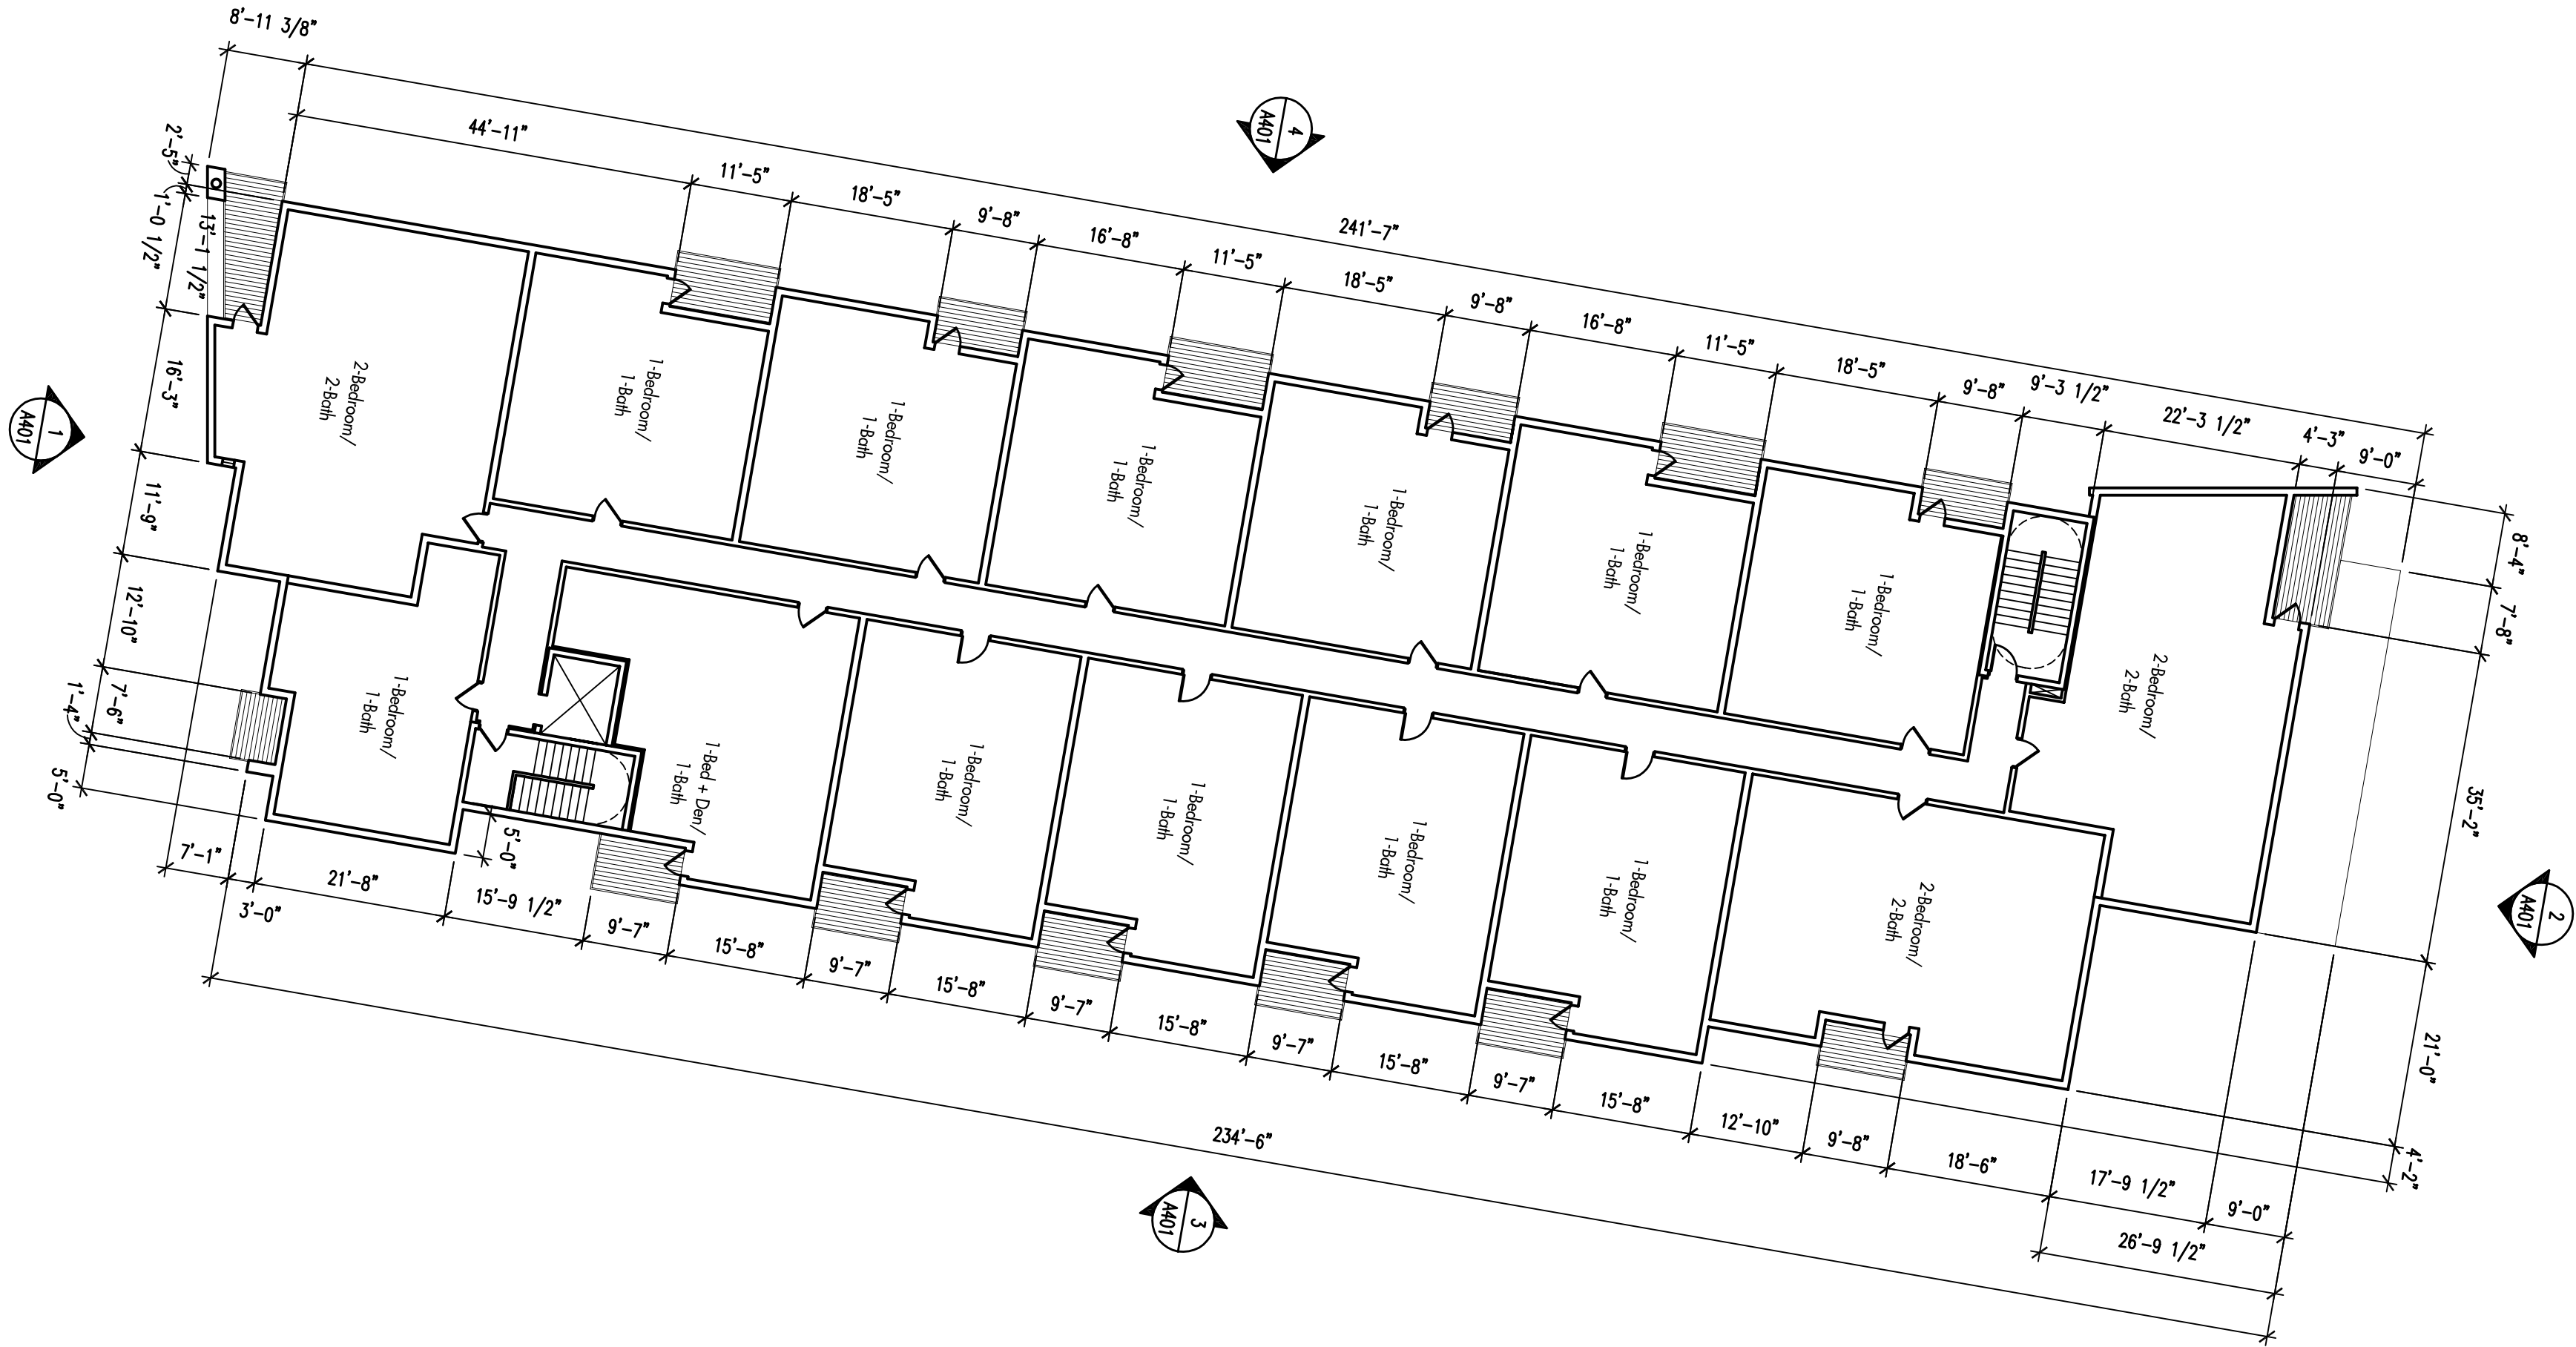 8'-11 3/8"
44'-11"
11'-5"
18'-5"
9'-8"
16'-8"
11'-5"
18'-5"
9'-8"
16'-8"
11'-5"
18'-5"
9'-8"
9'-3 1/2"
22'-3 1/2"
4'-3"
9'-0"
241'-7"
4
A401
2'-5"
1'-0 1/2"
13'-1 1/2"
16'-3"
11'-9"
12'-10"
7'-6"
1'-4"
5'-0"
1
A401
2-Bedroom/
2-Bath
1-Bedroom/
1-Bath
1-Bedroom/
1-Bath
1-Bedroom/
1-Bath
1-Bedroom/
1-Bath
1-Bedroom/
1-Bath
1-Bedroom/
1-Bath
2-Bedroom/
2-Bath
1-Bedroom/
1-Bath
1-Bed + Den/
1-Bath
1-Bedroom/
1-Bath
1-Bedroom/
1-Bath
1-Bedroom/
1-Bath
1-Bedroom/
1-Bath
2-Bedroom/
2-Bath
8'-4"
7'-8"
35'-2"
21'-0"
4'-2"
2
A401
5'-0"
7'-1"
3'-0"
21'-8"
15'-9 1/2"
9'-7"
15'-8"
9'-7"
15'-8"
9'-7"
15'-8"
9'-7"
15'-8"
9'-7"
15'-8"
12'-10"
9'-8"
18'-6"
17'-9 1/2"
9'-0"
26'-9 1/2"
234'-6"
3
A401